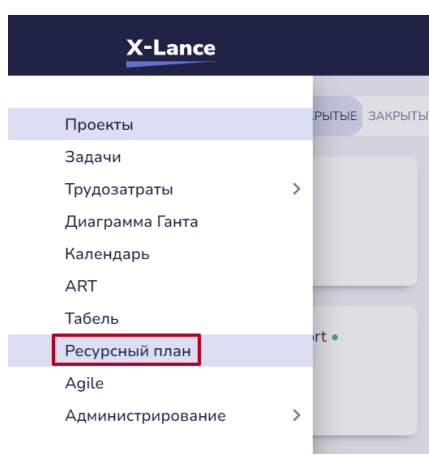 X-Lance
Проекты
РЫТЫЕ ЗАКРЫТЫ
Задачи
Трудозатраты
Диаграмма Ганта
Календарь
ART
Табель
rt
Ресурсный план
Agile
Администрирование